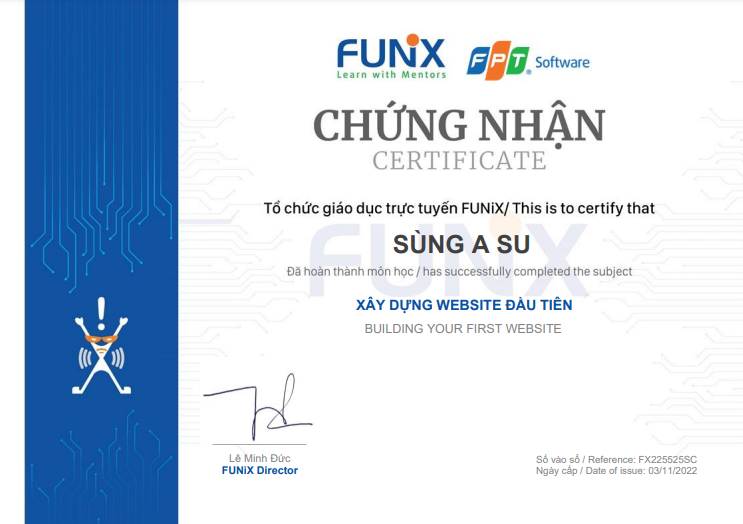 FUNiX
Learn with Mentors
FPT Software
CHỨNG NHẬN
CERTIFICATE
Tổ chức giáo dục trực tuyến FUNiX/ This is to certify that
FUNiX
SÙNG A SU
Đã hoàn thành môn học / has successfully completed the subject
XÂY DỰNG WEBSITE ĐẦU TIÊN
BUILDING YOUR FIRST WEBSITE
Lê Minh Đức
FUNiX Director
Số vào sổ / Reference: FX225525SC
Ngày cấp / Date of issue: 03/11/2022